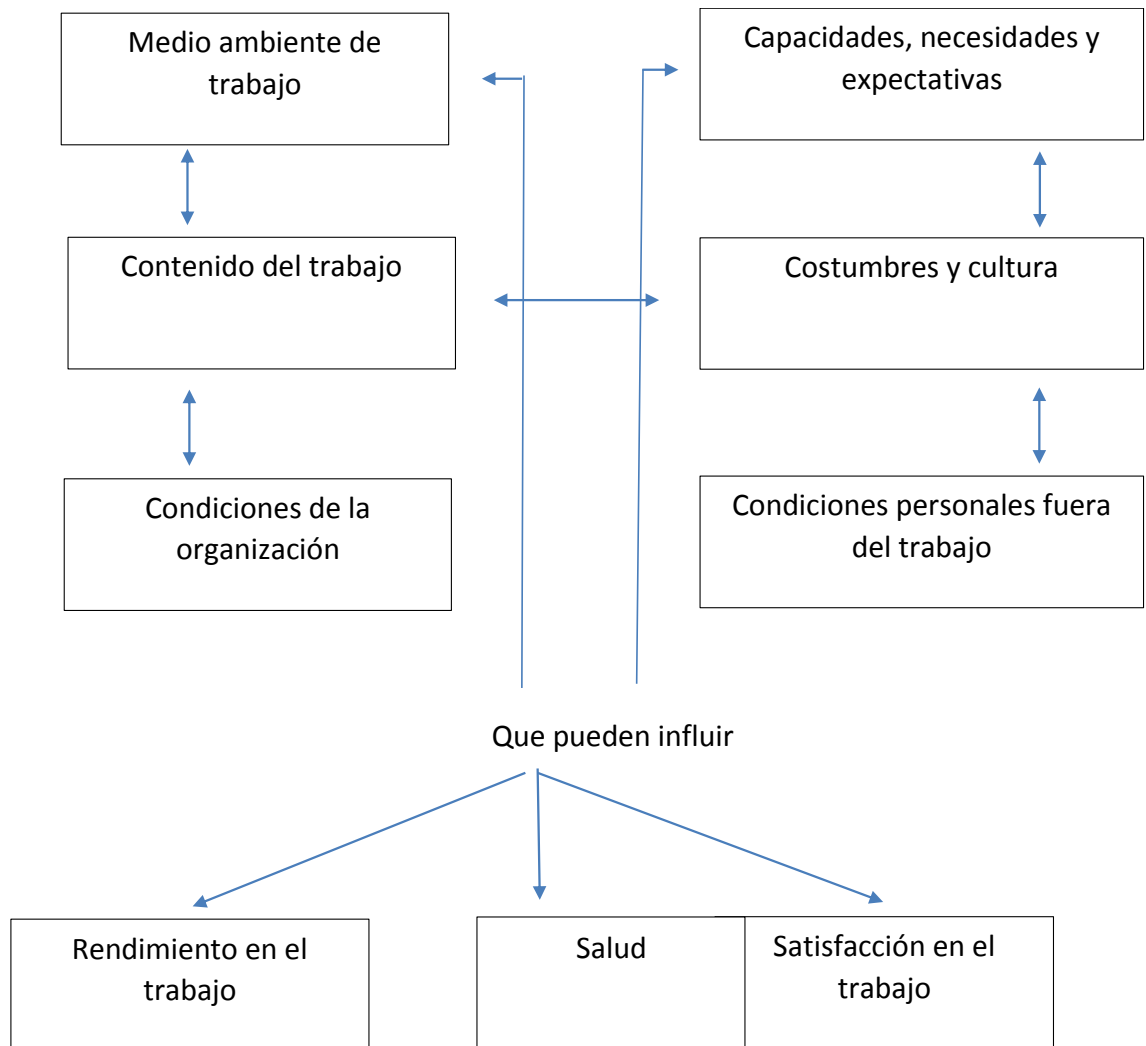 Medio ambiente de
trabajo
Capacidades, necesidades y
expectativas
Contenido del trabajo
Costumbres y cultura
Condiciones de la
organización
Condiciones personales fuera
del trabajo
Que pueden influir
Rendimiento en el
trabajo
Salud
Satisfacción en el
trabajo